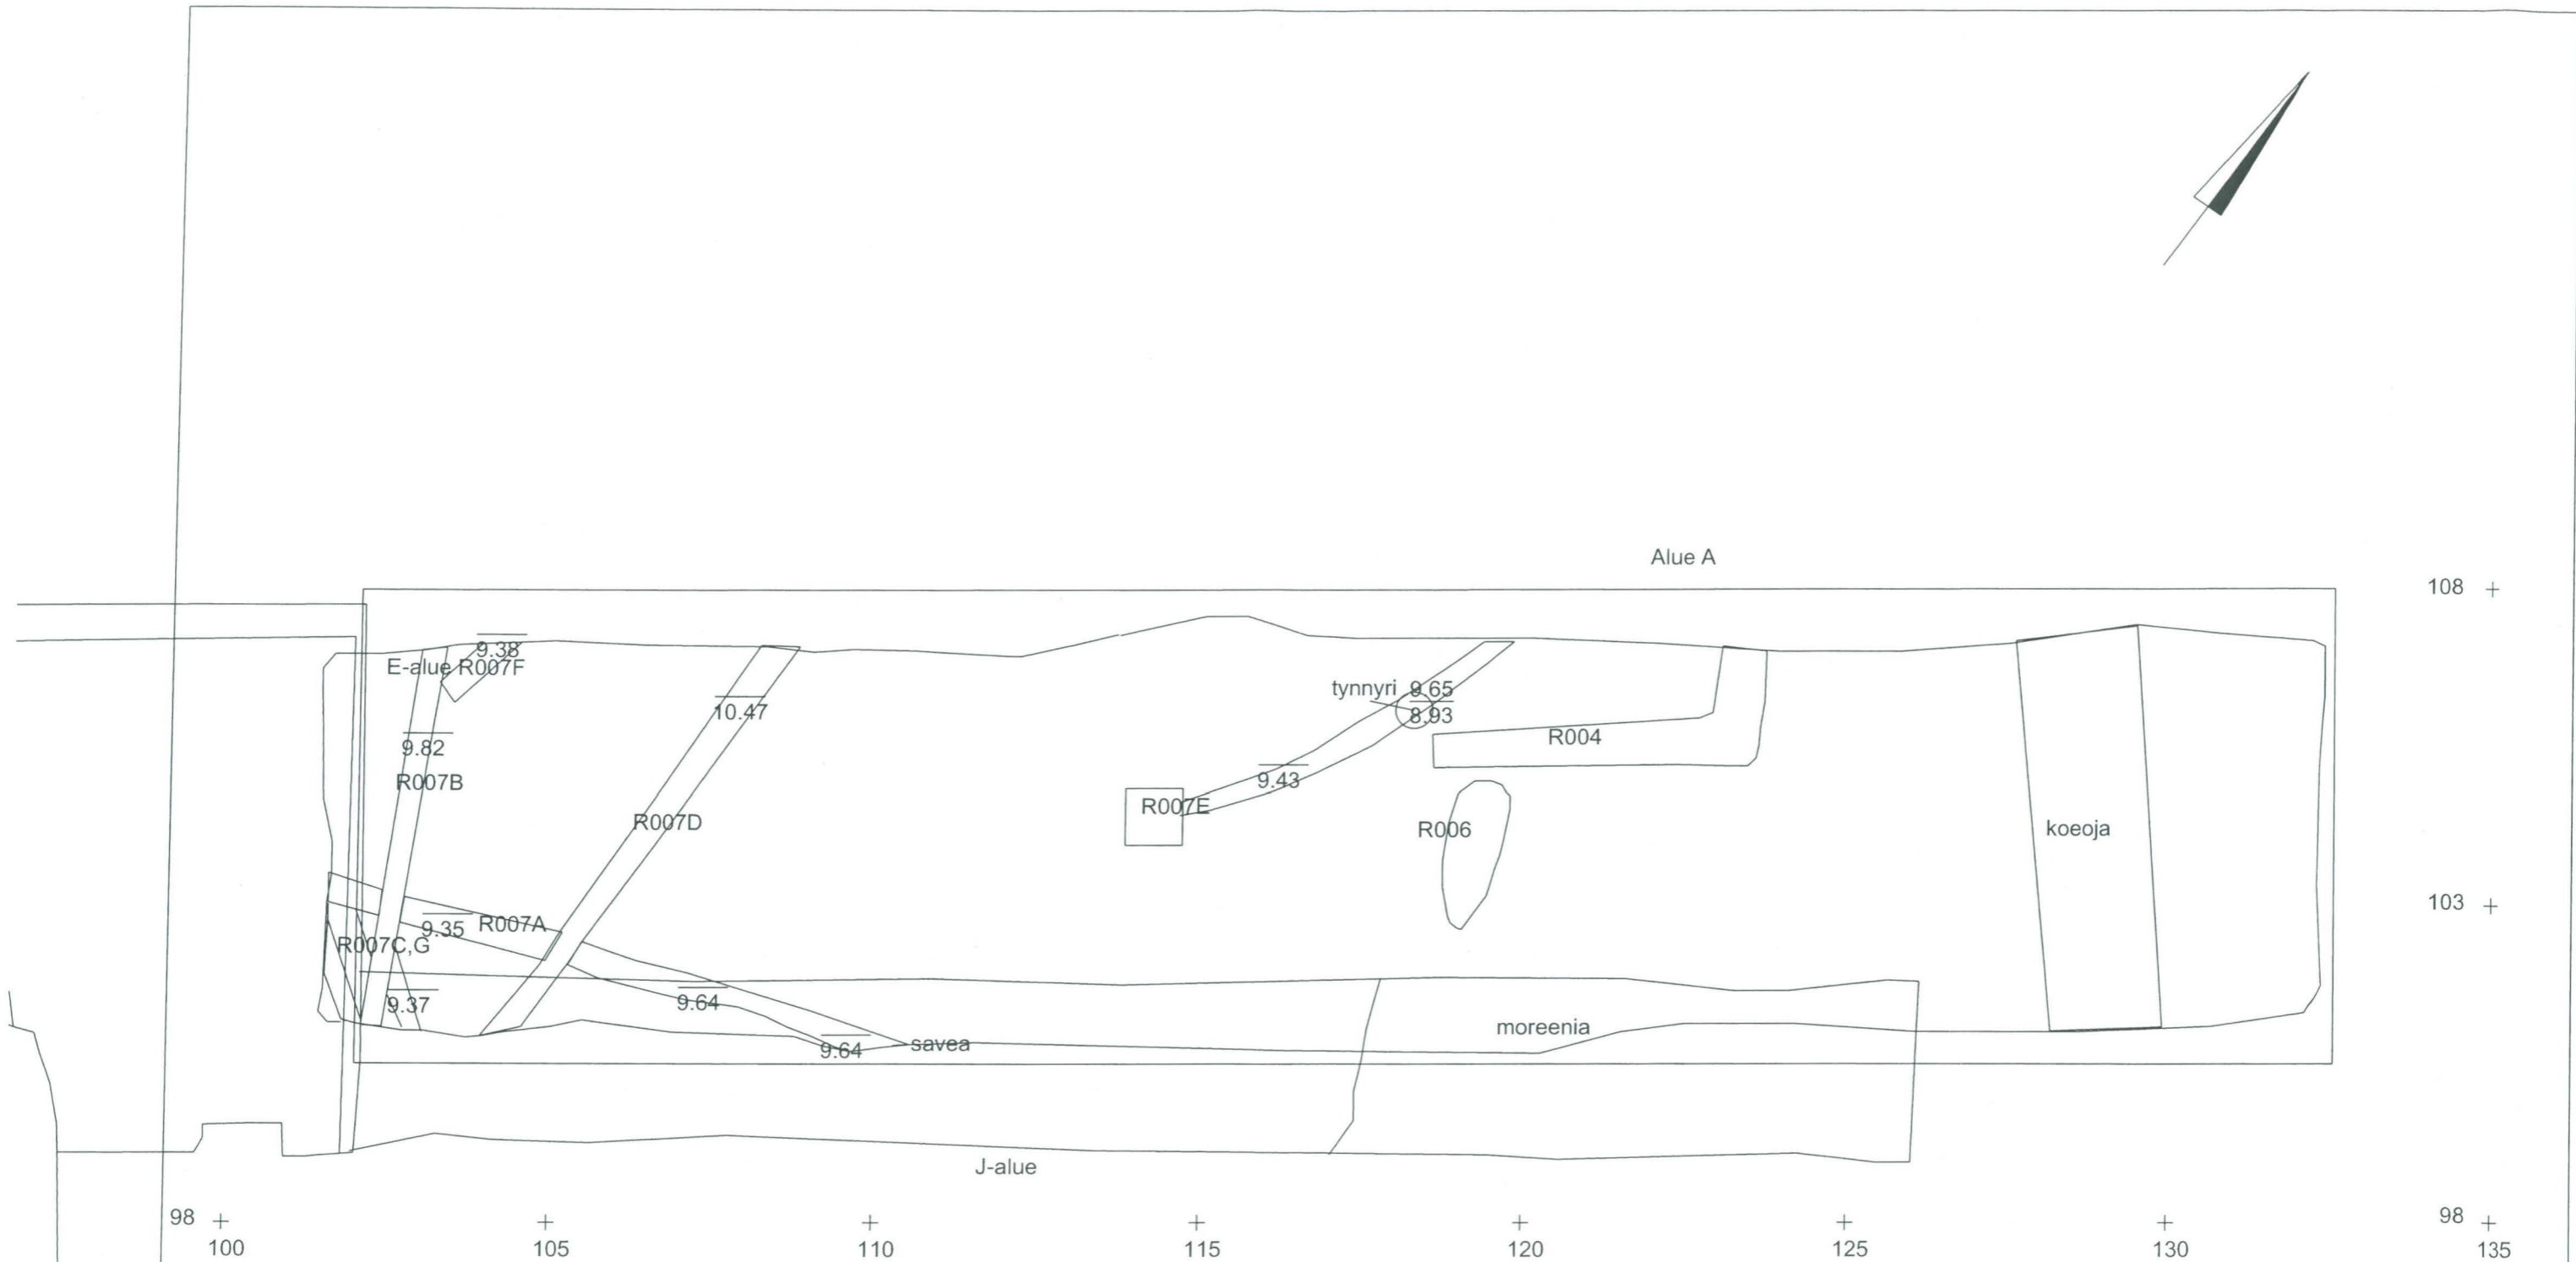 Alue A
108
9.38
E-alue R007F
tynnyri 9.65
8.93
10.47
R004
9.82
R007B
9.43
R007E
R007D
R006
koeoja
103
9.35 R007A
R007C,G
9.37
9.64
moreenia
9.64
savea
J-alue
98
98
100
105
110
115
120
125
130
135